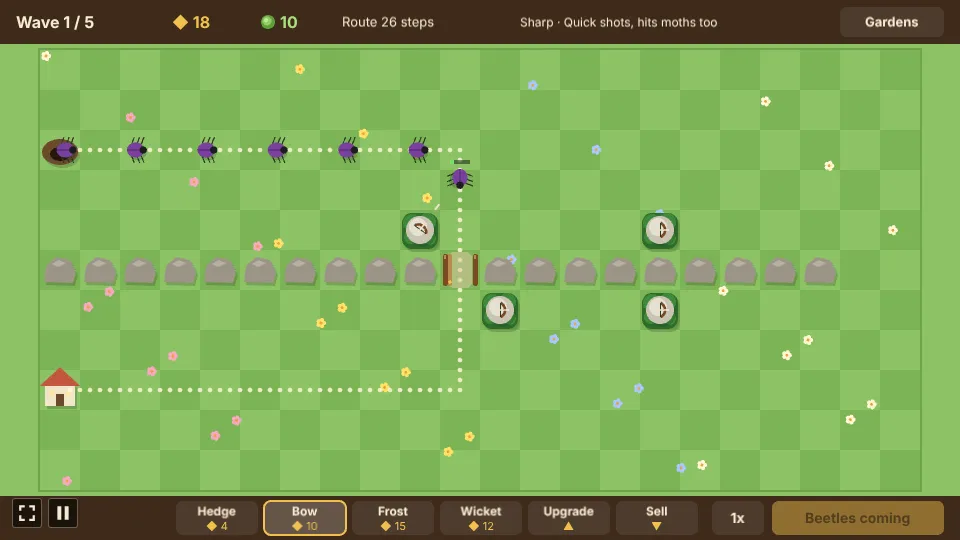 Wave 1 / 5
18
10
Route 26 steps
Sharp · Quick shots, hits moths too
Gardens
Hedge
4
Bow
10
Frost
15
Wicket
12
Upgrade
Sell
1x
Beetles coming